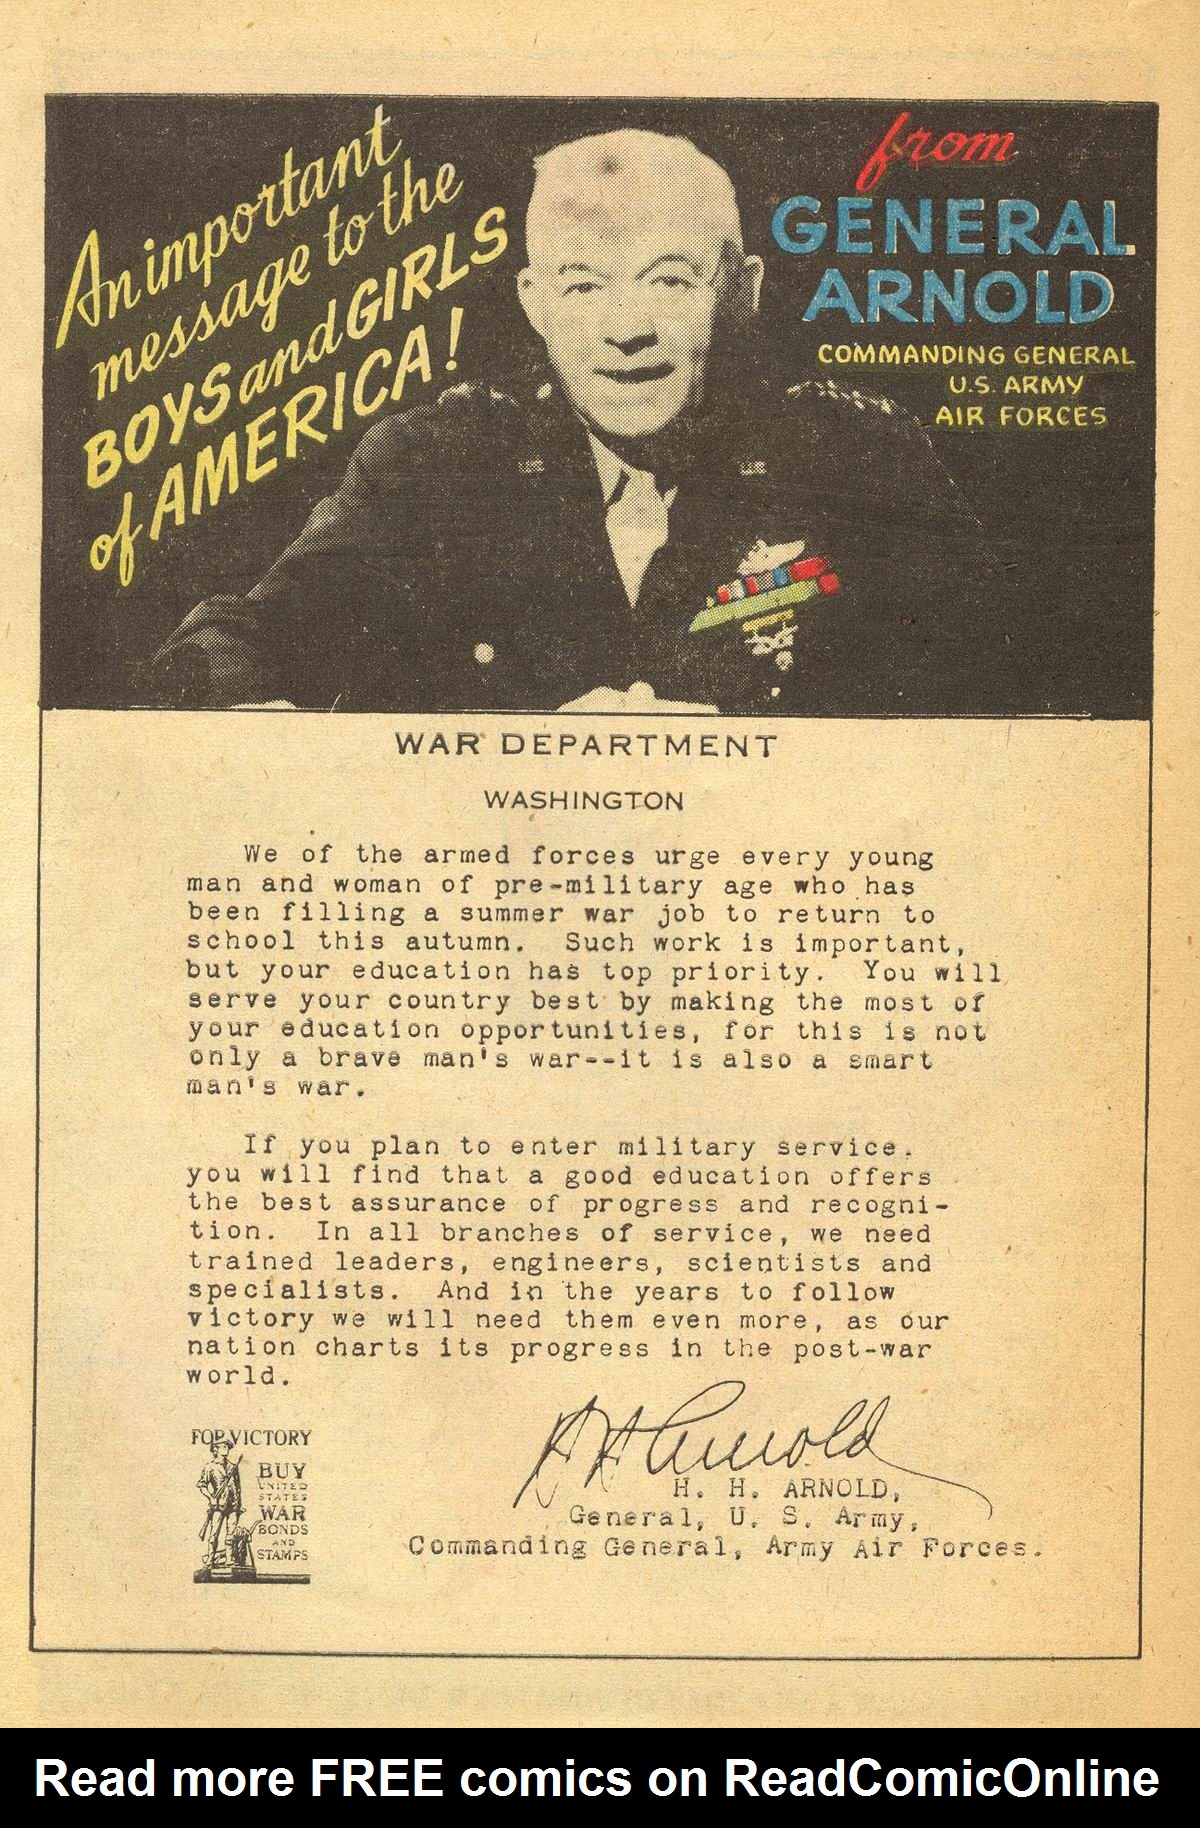 An important
message to the
BOYS and GIRLS
of AMERICA!
from
GENERAL
ARNOLD
COMMANDING GENERAL
U.S. ARMY
AIR FORCES
WAR DEPARTMENT
WASHINGTON
We of the armed forces urge every young
man and woman of pre-military age who has
been filling a summer war job to return to
school this autumn. Such work is important,
but your education has top priority. You will
serve your country best by making the most of
your education opportunities, for this is not
only a brave man's war--it is also a smart
man's war.
If you plan to enter military service.
you will find that a good education offers
the best assurance of progress and recogni-
tion. In all branches of service, we need
trained leaders, engineers, scientists and
specialists. And in the years to follow
victory we will need them even more, as our
nation charts its progress in the post-war
world.
H H Arnold
H. H. ARNOLD,
General, U. S. Army,
Commanding General, Army Air Forces.
FOR VICTORY
BUY
UNITED
STATES
WAR
BONDS
AND
STAMPS
Read more FREE comics on ReadComicOnline